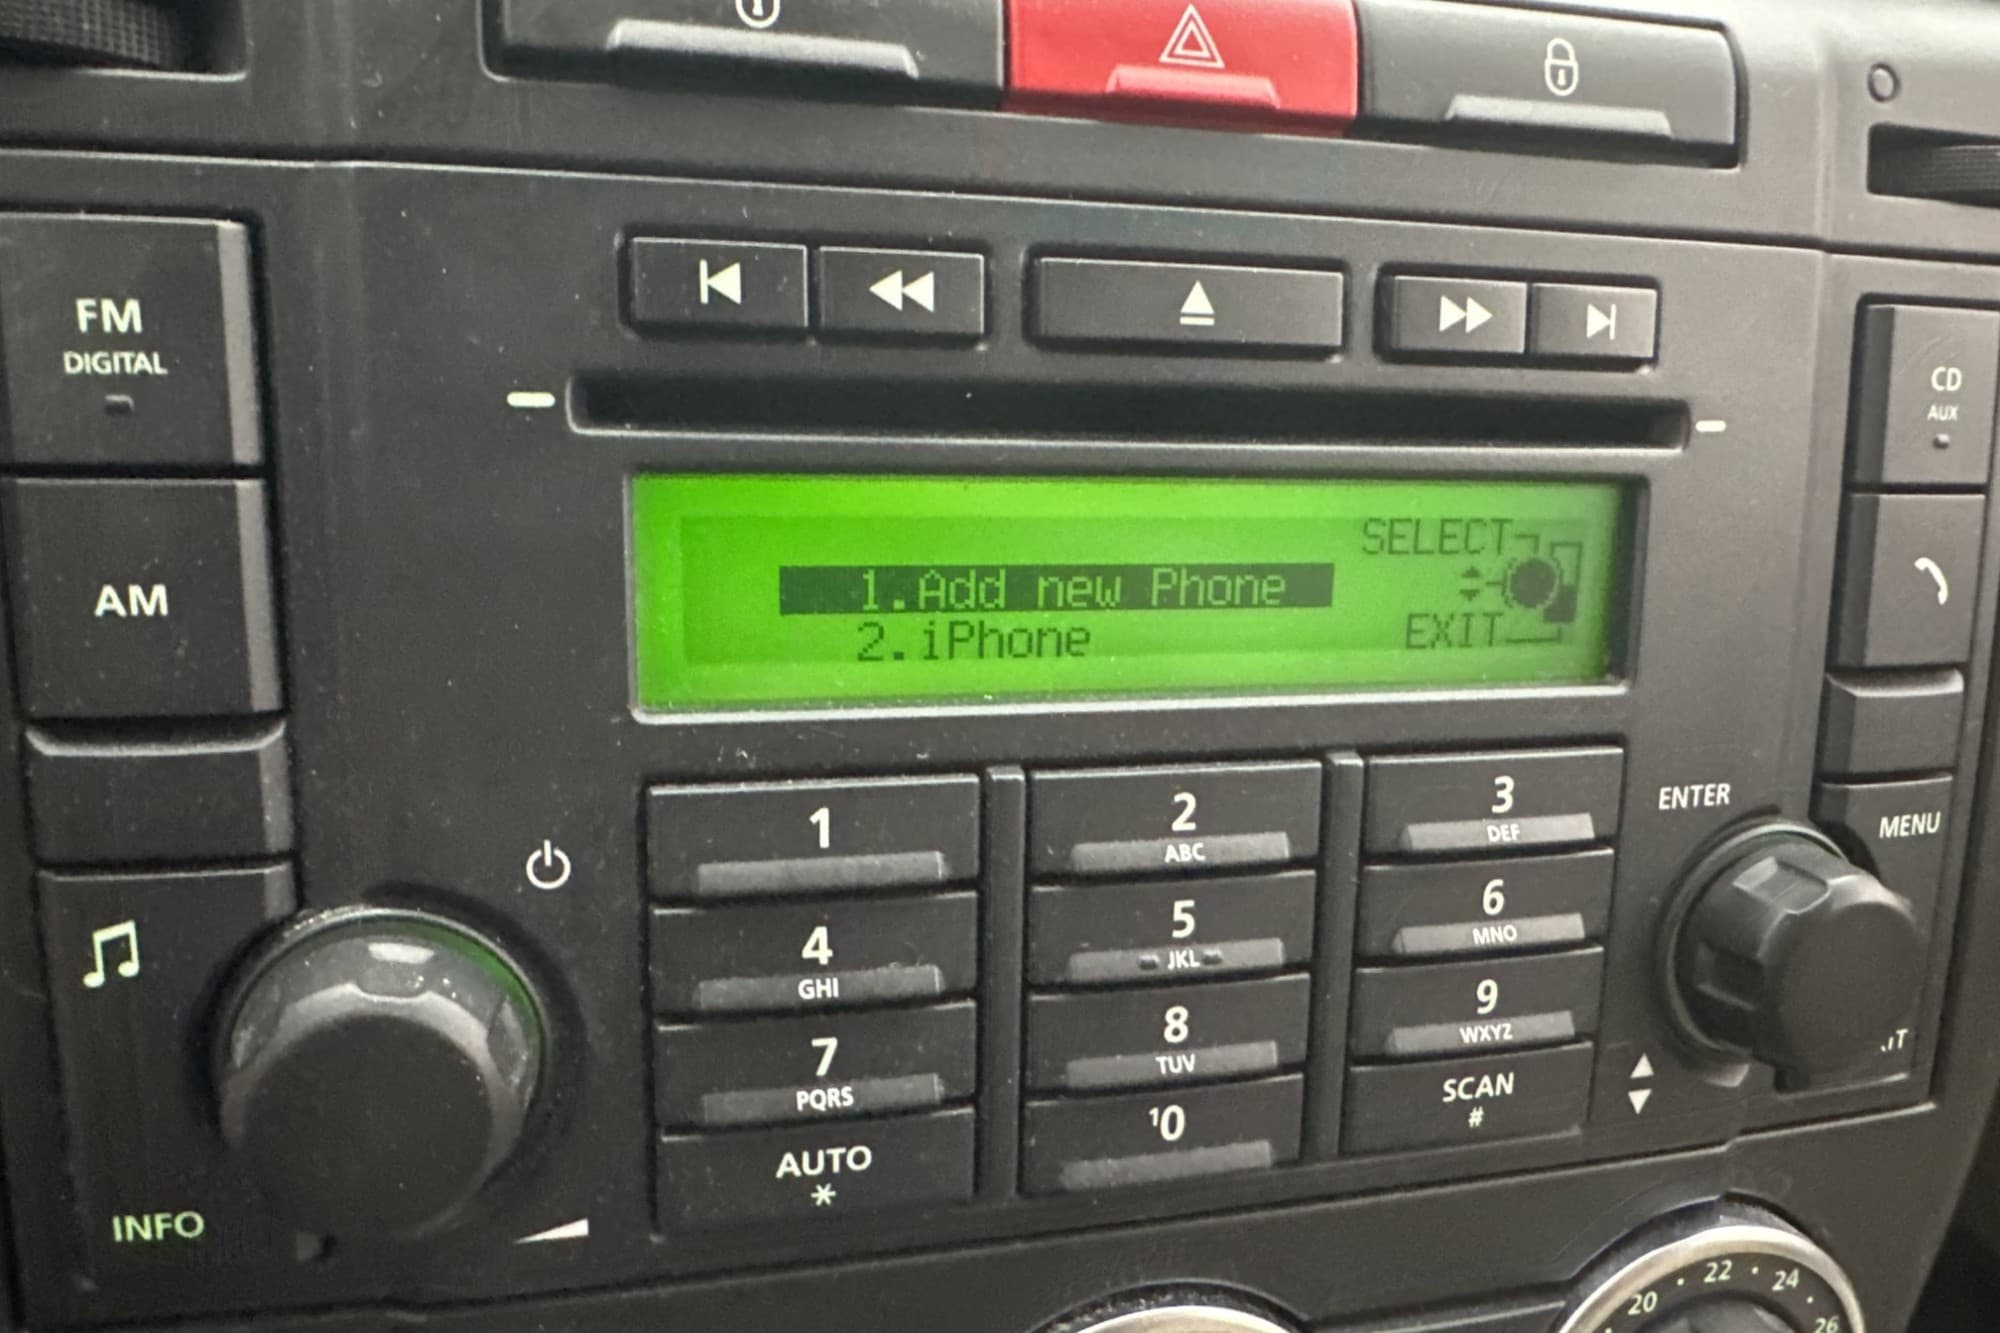 FM
DIGITAL
AM
INFO
CD
AUX
SELECT
1.Add new Phone
2.iPhone
EXIT
1
2
ABC
3
DEF
4
GHI
5
JKL
6
MNO
7
PQRS
8
TUV
9
WXYZ
AUTO
*
10
SCAN
#
ENTER
MENU
20
22
24
26